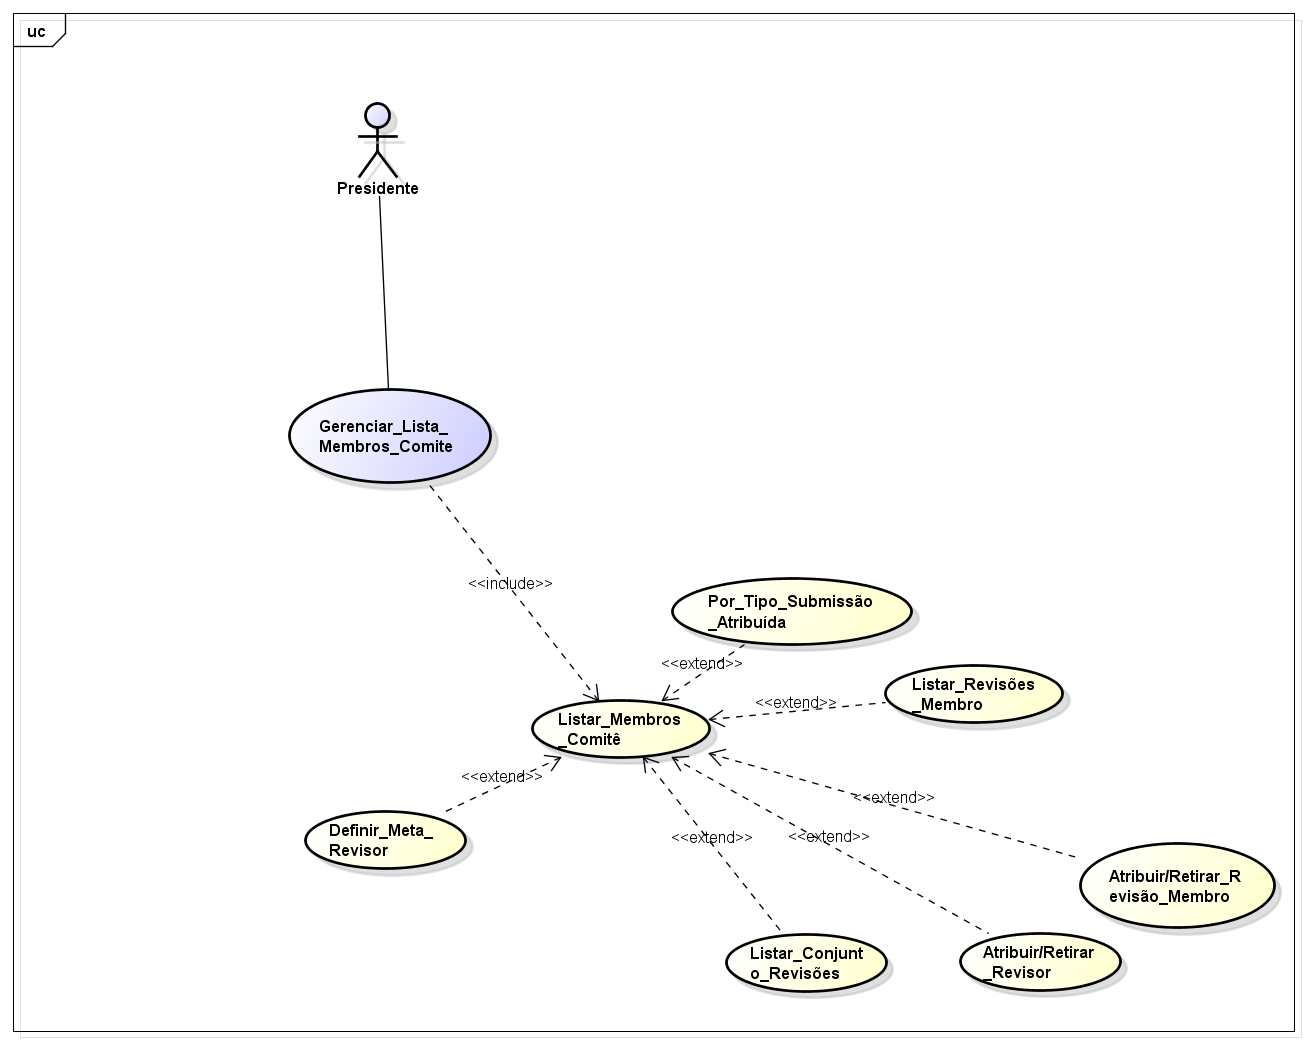 uc
Presidente
Gerenciar_Lista_
Membros_Comite
<<include>>
Por_Tipo_Submissão
_Atribuída
<<extend>>
Listar_Revisões
_Membro
<<extend>>
Listar_Membros
_Comitê
<<extend>>
Definir_Meta_
Revisor
<<extend>>
<<extend>>
<<extend>>
Atribuir/Retirar_R
evisão_Membro
Listar_Conjunt
o_Revisões
Atribuir/Retirar
_Revisor